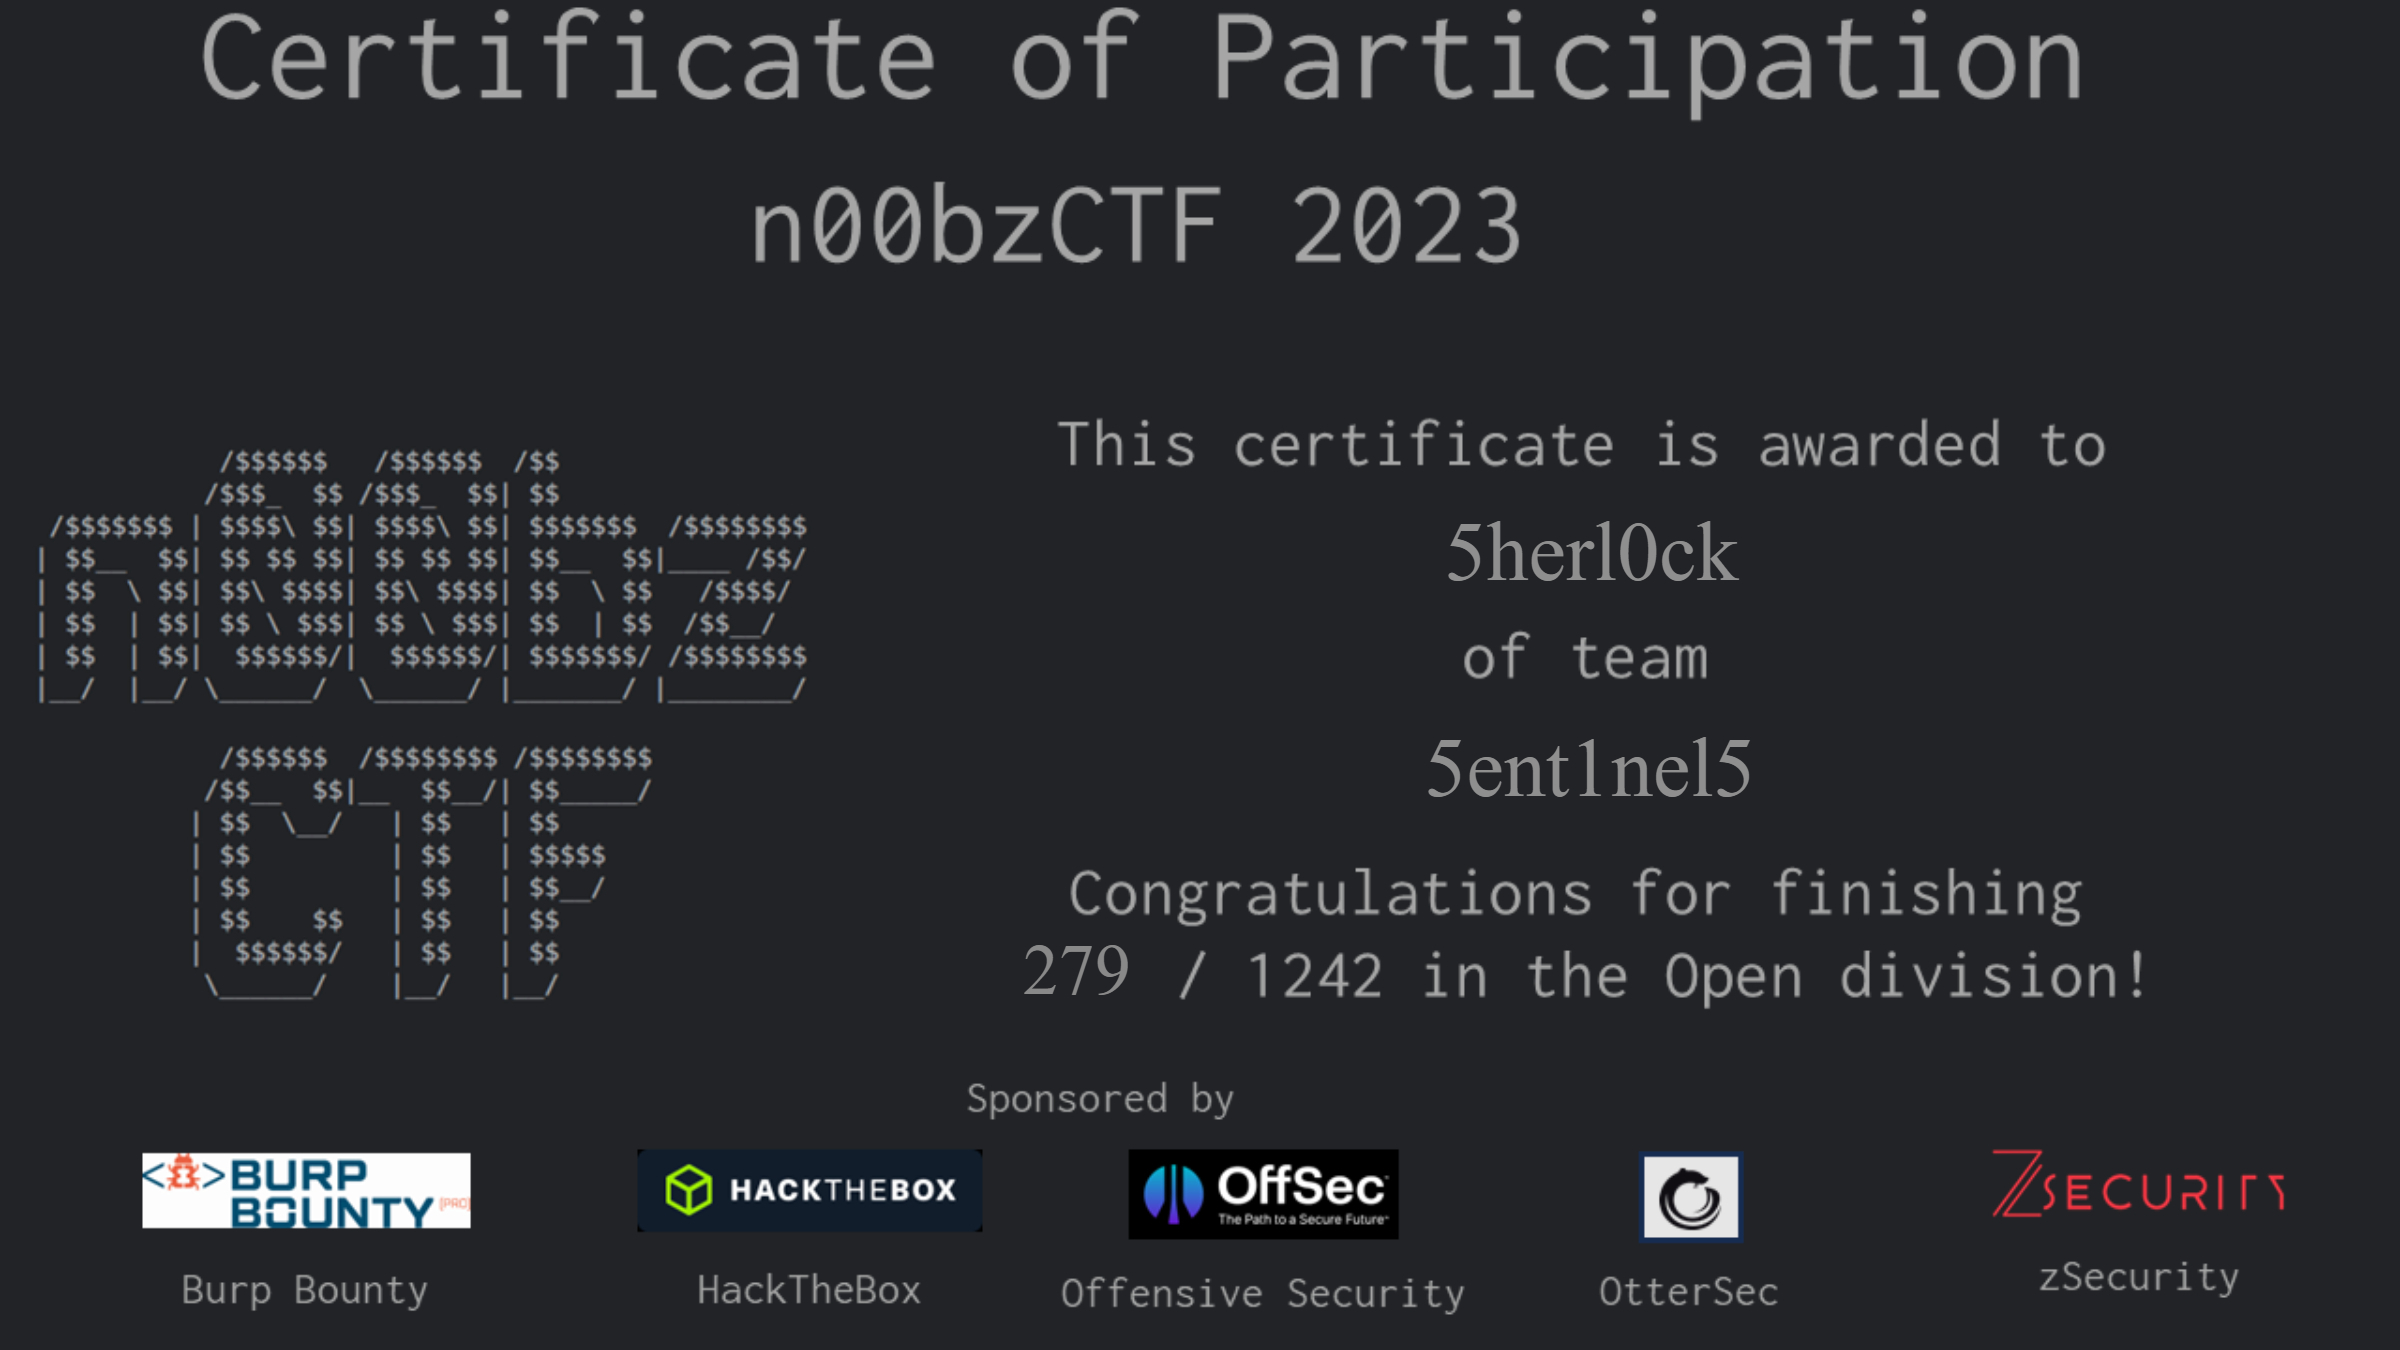 Certificate of Participation
n00bzCTF 2023
   /$$$$$$   /$$$$$$  /$$
  /$$$_  $$ /$$$_  $$| $$
 /$$$$$$$ | $$$$\ $$| $$$$\ $$| $$$$$$$  /$$$$$$$$
| $$__  $$| $$ $$ $$| $$ $$ $$| $$__  $$|____ /$$/
| $$  \ $$| $$\ $$$$| $$\ $$$$| $$  \ $$   /$$$$/
| $$  | $$| $$ \ $$$| $$ \ $$$| $$  | $$  /$$__/
| $$  | $$|  $$$$$$/|  $$$$$$/| $$$$$$$/ /$$$$$$$$
|__/  |__/ \______/  \______/ |_______/ |________/
  /$$$$$$  /$$$$$$$$ /$$$$$$$$
 /$$__  $$|__  $$__/| $$_____/
| $$  \__/   | $$   | $$
| $$         | $$   | $$$$$
| $$         | $$   | $$__/
| $$    $$   | $$   | $$
|  $$$$$$/   | $$   | $$
 \______/    |__/   |__/
This certificate is awarded to
5herl0ck
of team
5ent1nel5
Congratulations for finishing
279 / 1242 in the Open division!
Sponsored by
<>BURP
BOUNTY [PRO]
HACKTHEBOX
OffSec
The Path to a Secure Future
ZSECURITY
Burp Bounty
HackTheBox
Offensive Security
OtterSec
zSecurity